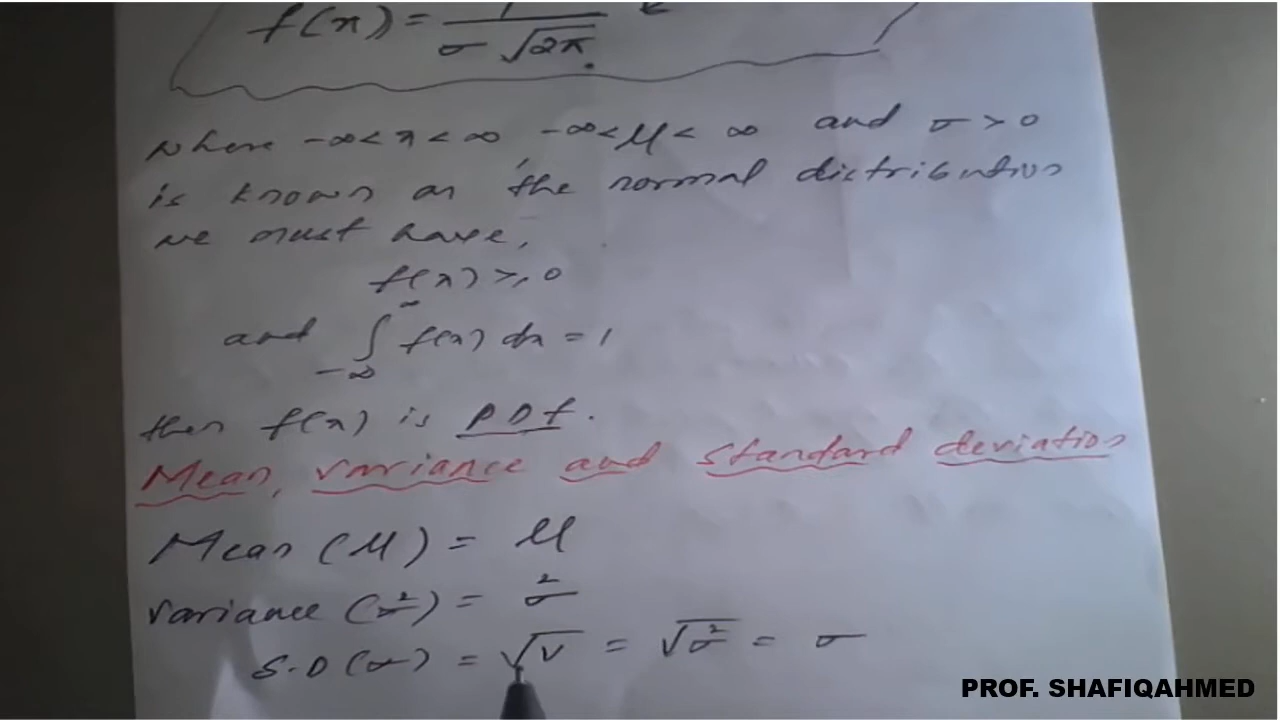 f(x) = 1 / σ √2π e
where -∞ < x < ∞, -∞ < μ < ∞ and σ > 0
is known as the normal distribution
we must have,
f(x) ≥ 0
and ∫_{-∞}^{∞} f(x) dx = 1
then f(x) is PDf.
Mean, variance and standard deviation
Mean (μ) = μ
variance (σ²) = σ²
S.D (σ) = √V = √σ² = σ
PROF. SHAFIQAHMED